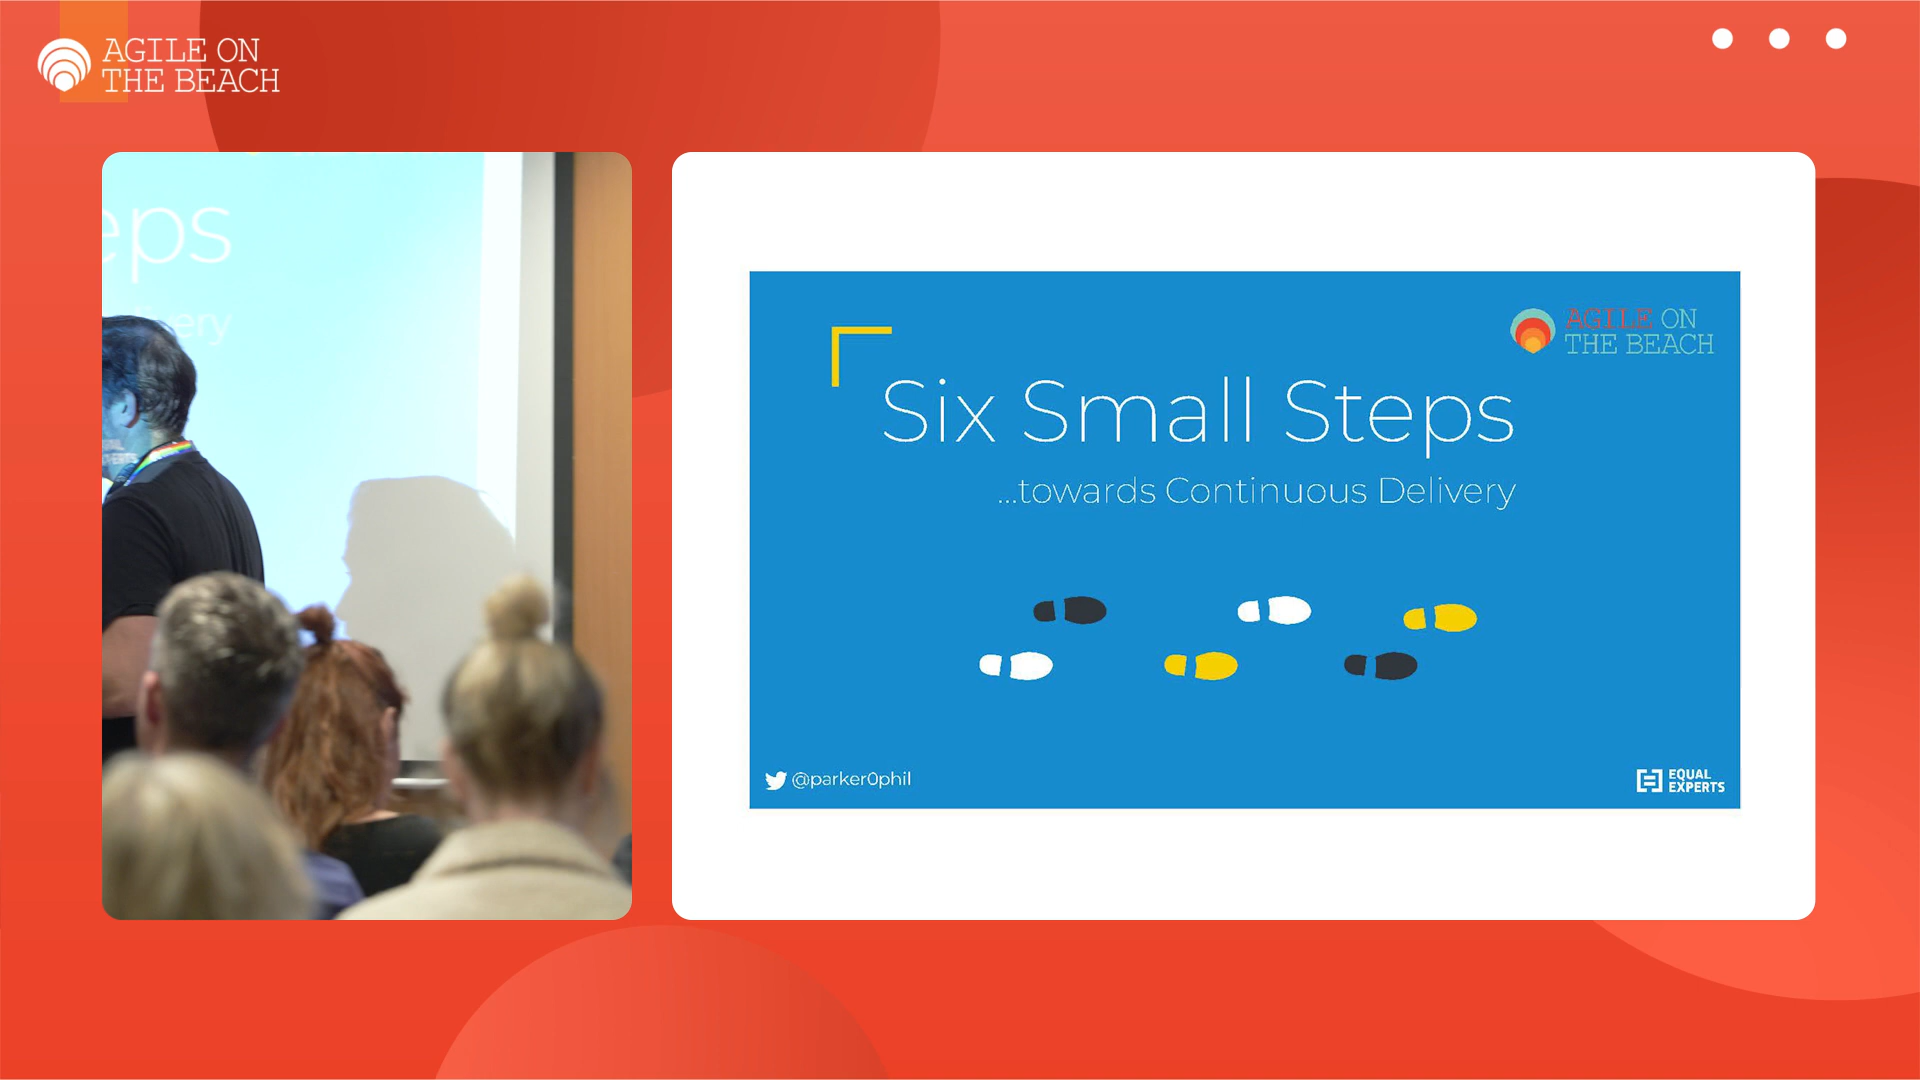 AGILE ON
THE BEACH
eps
ery
AGILE ON
THE BEACH
Six Small Steps
...towards Continuous Delivery
@parker0phil
EQUAL
EXPERTS